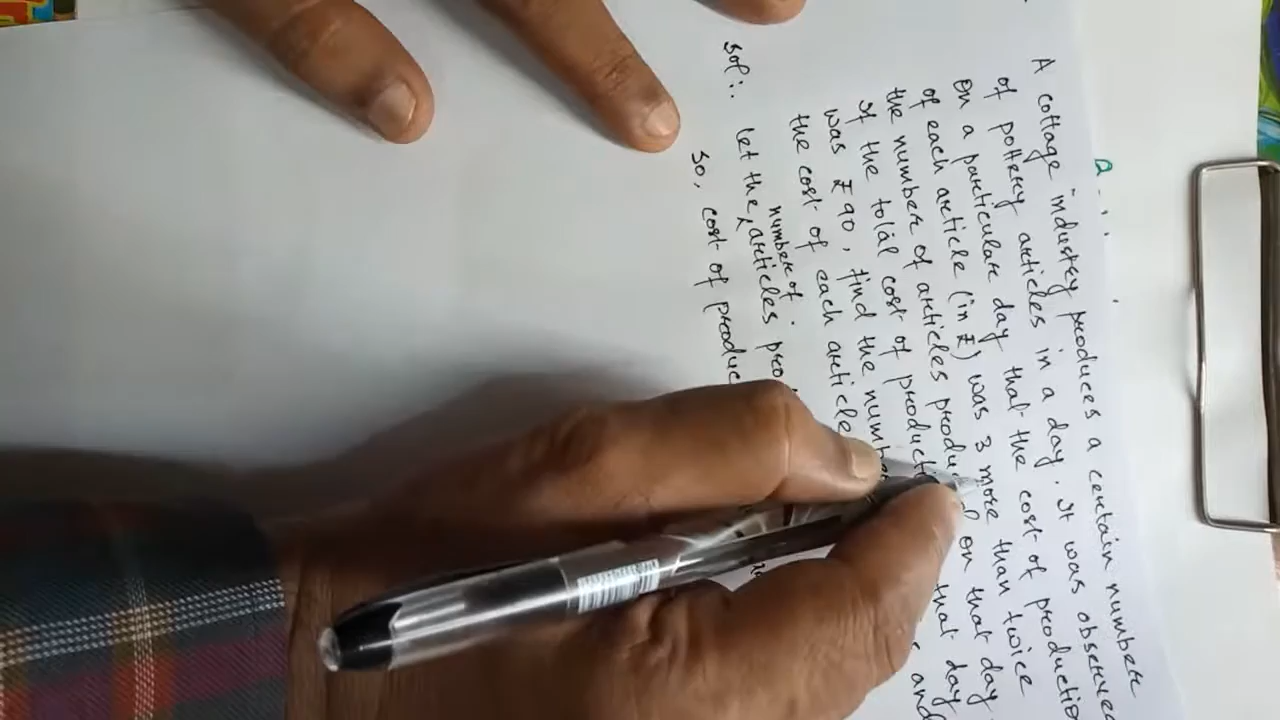 Q...
A cottage industry produces a certain number
of pottery articles in a day. It was observed
on a particular day that the cost of production
of each article (in ₹) was 3 more than twice
the number of articles produced on that day.
If the total cost of production that day
was ₹ 90, find the number and
the cost of each article
Sol:. let the number of articles
So, cost of